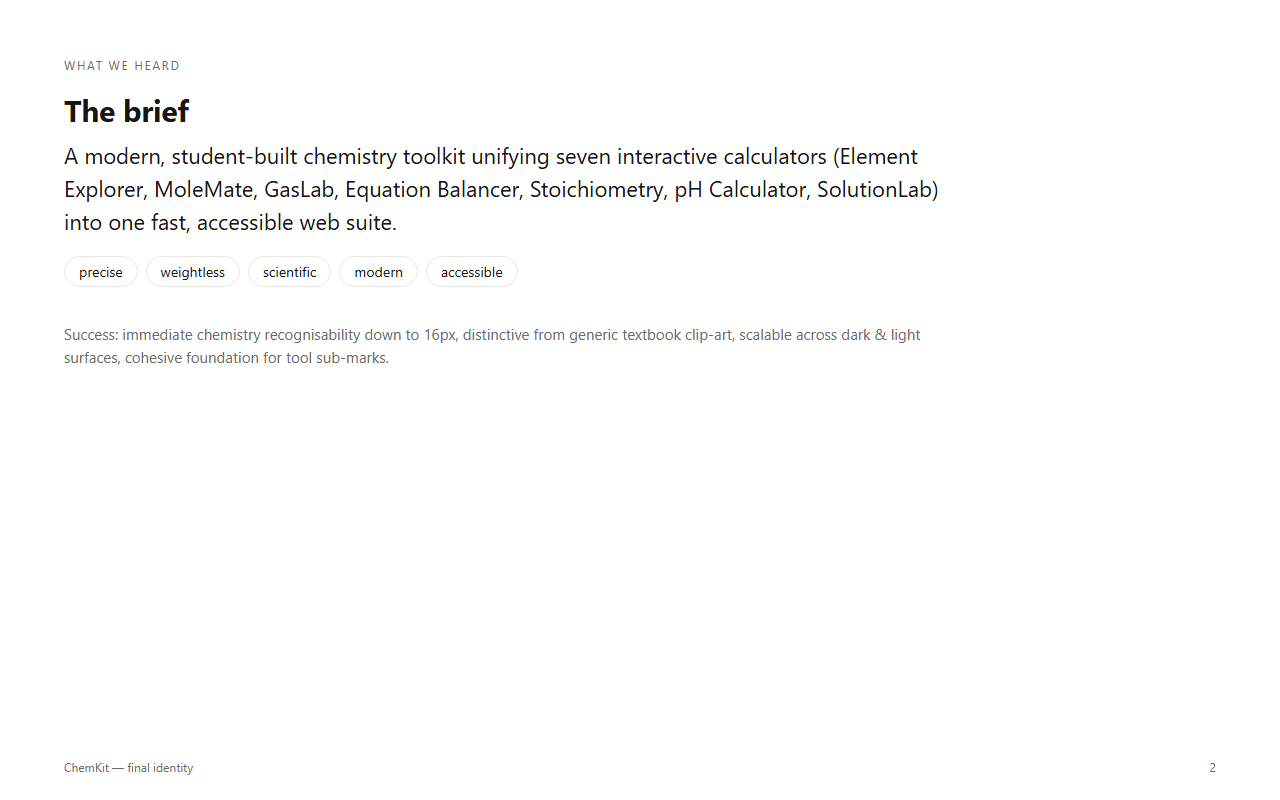 WHAT WE HEARD
The brief
A modern, student-built chemistry toolkit unifying seven interactive calculators (Element
Explorer, MoleMate, GasLab, Equation Balancer, Stoichiometry, pH Calculator, SolutionLab)
into one fast, accessible web suite.
precise weightless scientific modern accessible
Success: immediate chemistry recognisability down to 16px, distinctive from generic textbook clip-art, scalable across dark & light
surfaces, cohesive foundation for tool sub-marks.
ChemKit — final identity 2